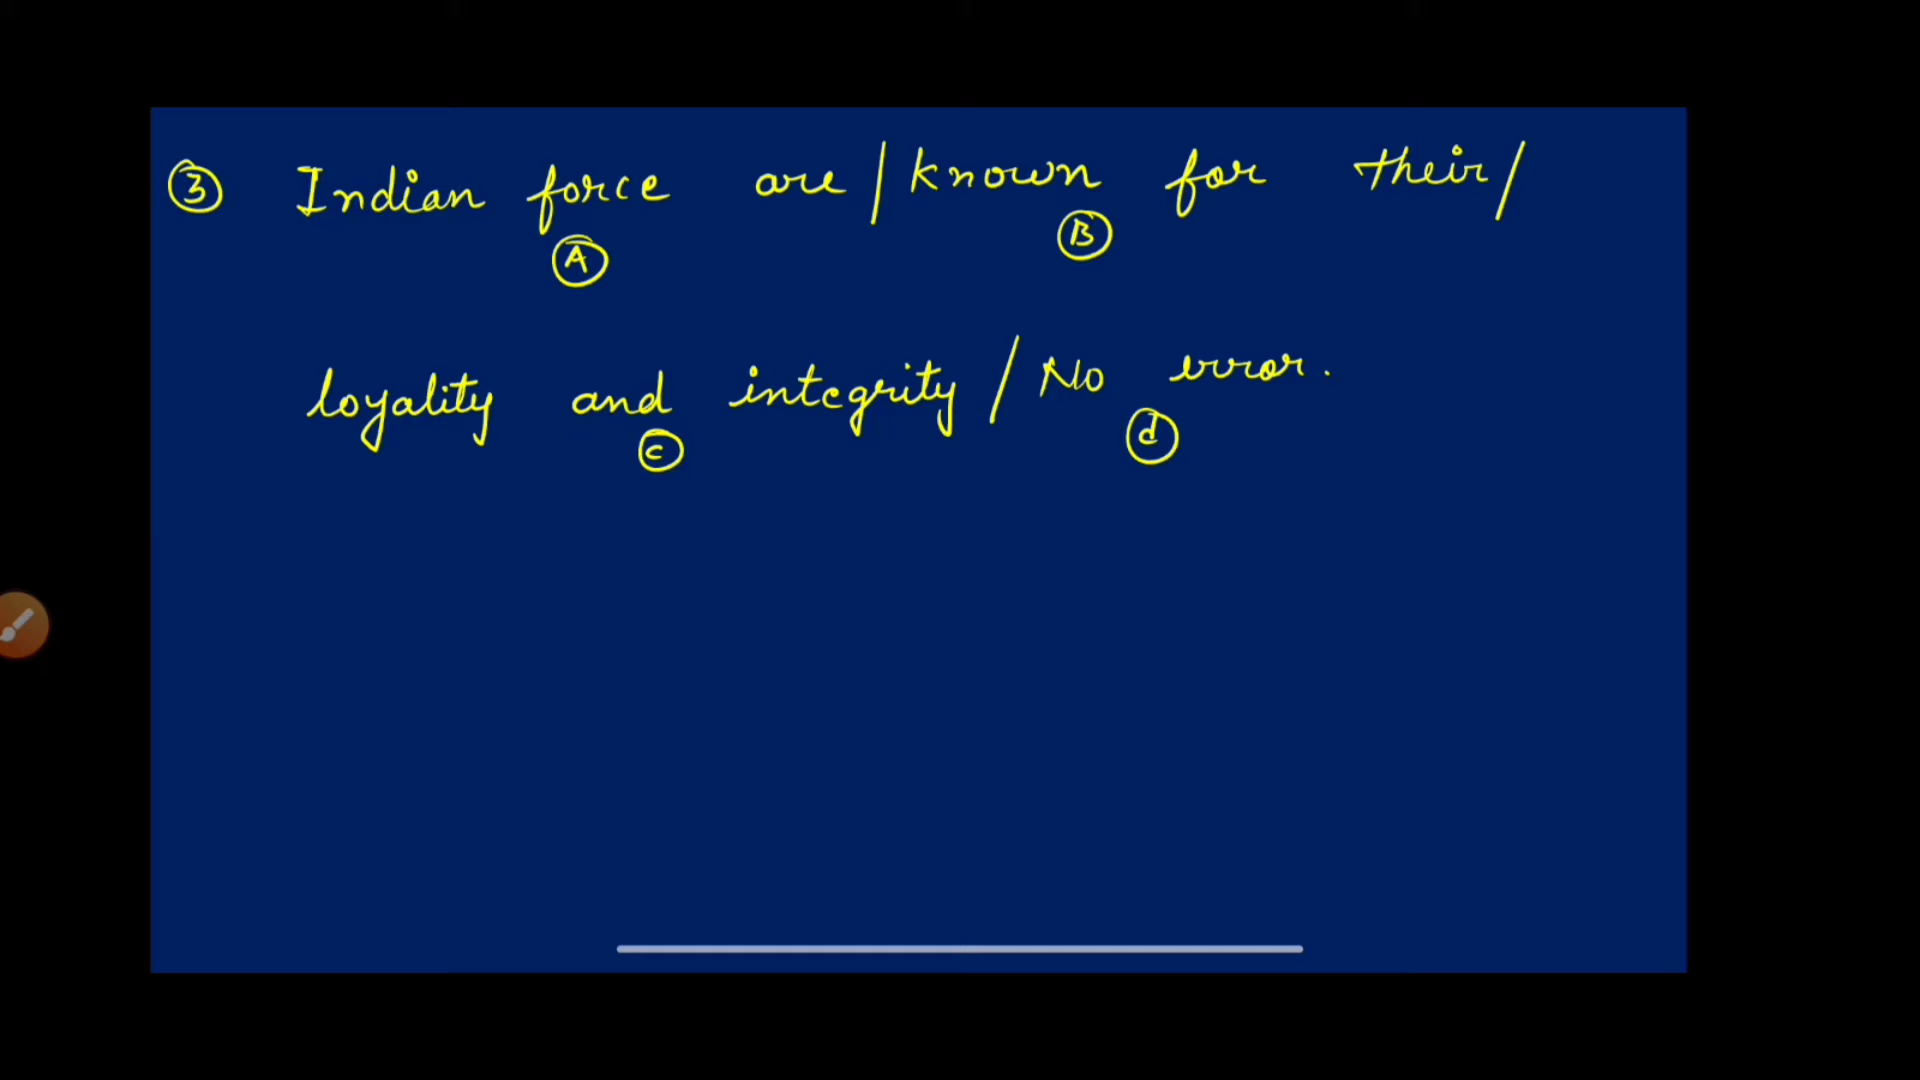 ③ Indian force are / known for their /
Ⓐ Ⓑ
loyality and integrity / No error.
ⓒ ⓓ